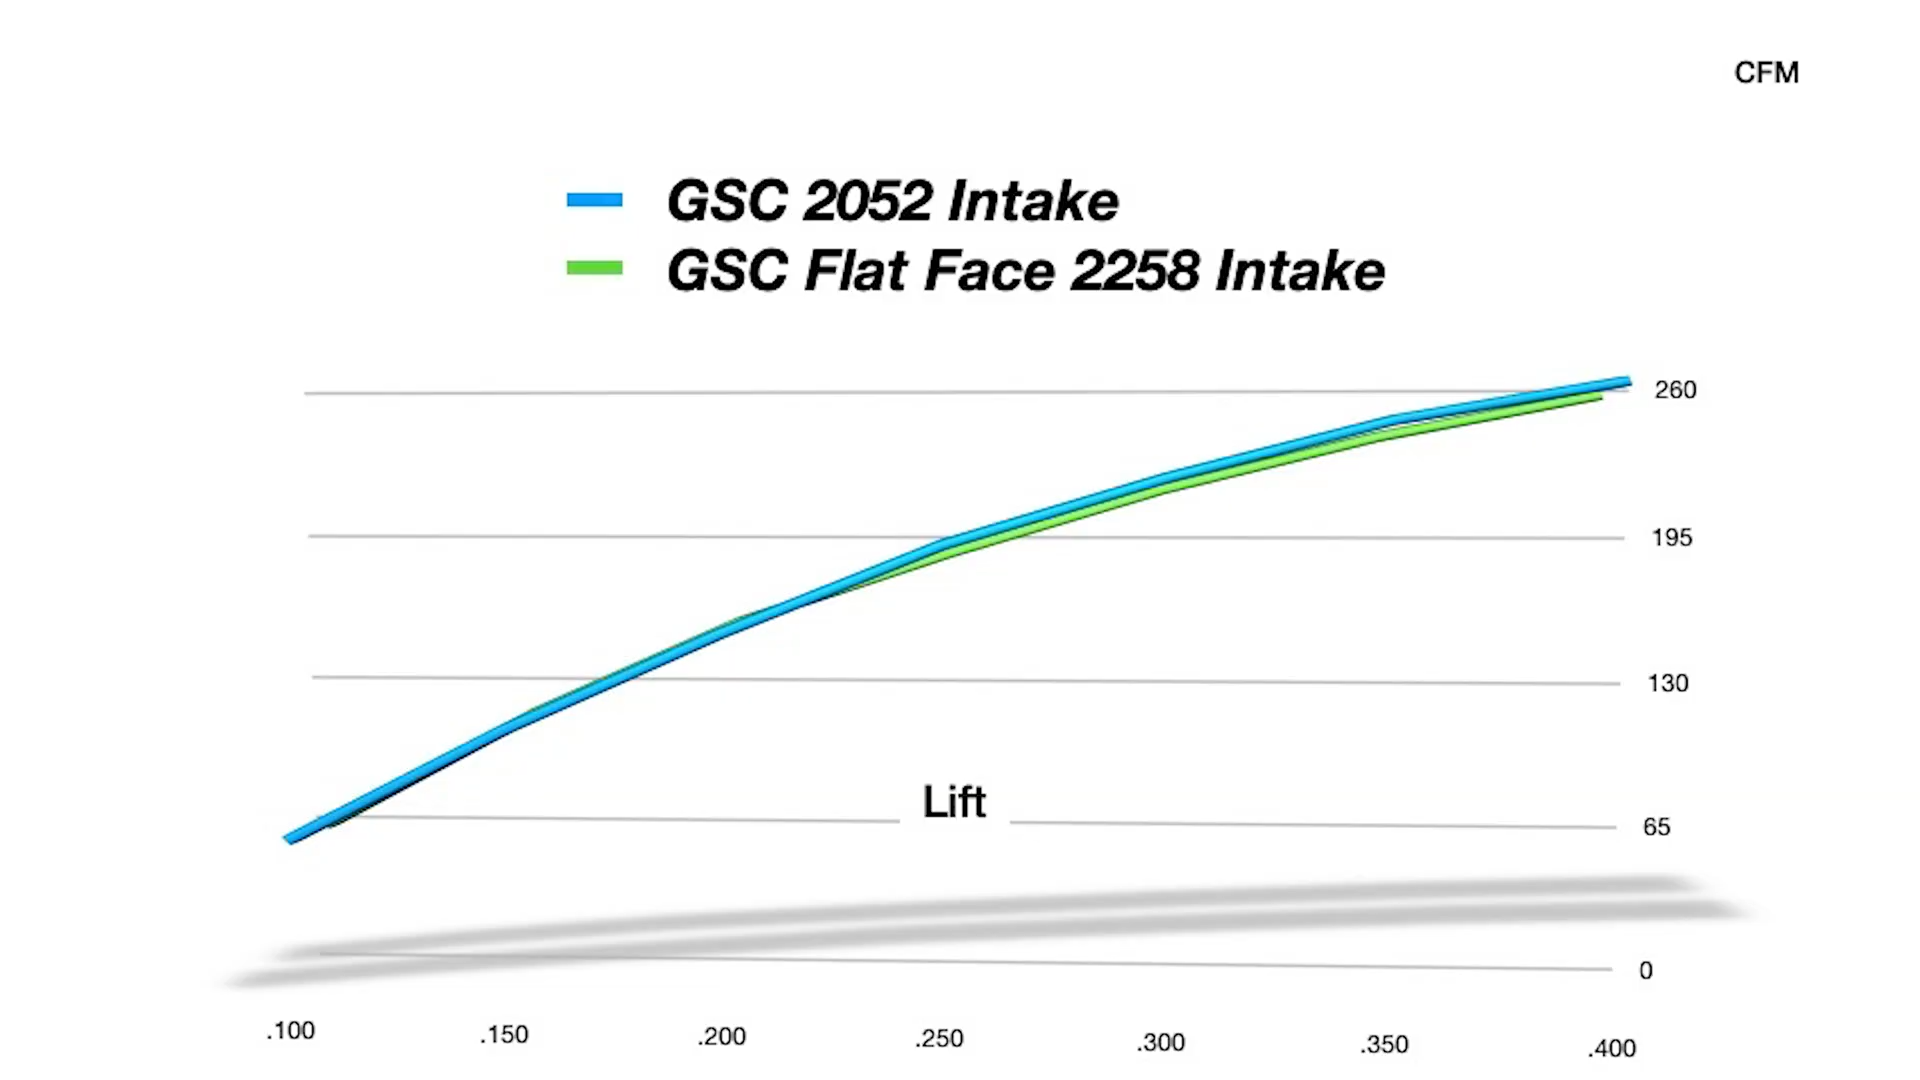 CFM
GSC 2052 Intake
GSC Flat Face 2258 Intake
260
195
130
Lift
65
0
.100 .150 .200 .250 .300 .350 .400